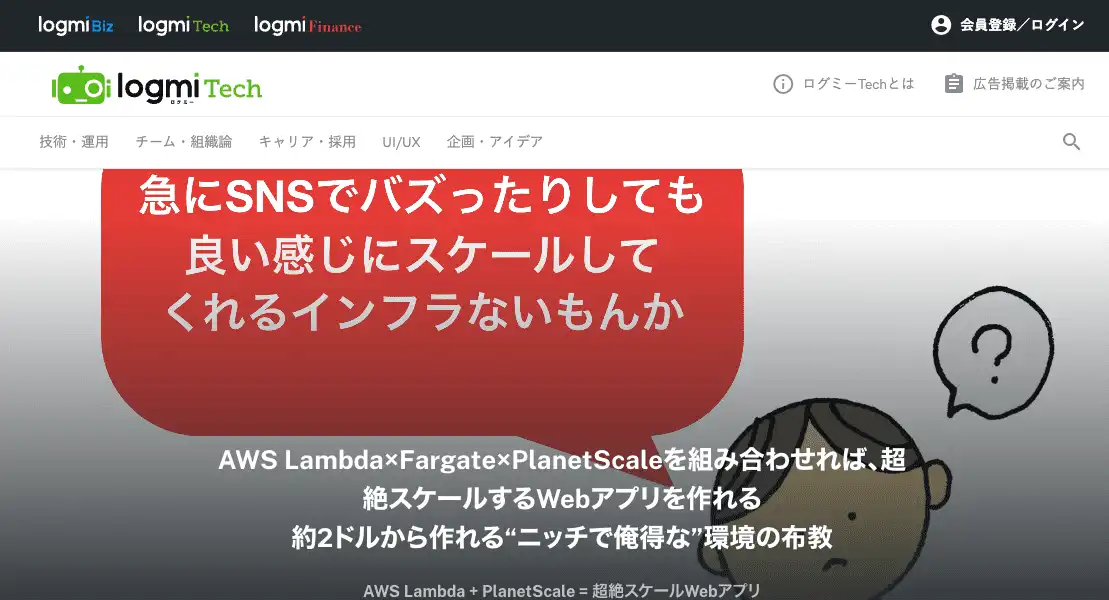 logmi Biz
logmi Tech
logmi Finance
会員登録／ログイン
logmi Tech
ログミー
ログミーTechとは
広告掲載のご案内
技術・運用
チーム・組織論
キャリア・採用
UI/UX
企画・アイデア
急にSNSでバズったりしても
良い感じにスケールして
くれるインフラないもんか
?
AWS Lambda×Fargate×PlanetScaleを組み合わせれば、超
絶スケールするWebアプリを作れる
約2ドルから作れる“ニッチで俺得な”環境の布教
AWS Lambda + PlanetScale = 超絶スケールWebアプリ